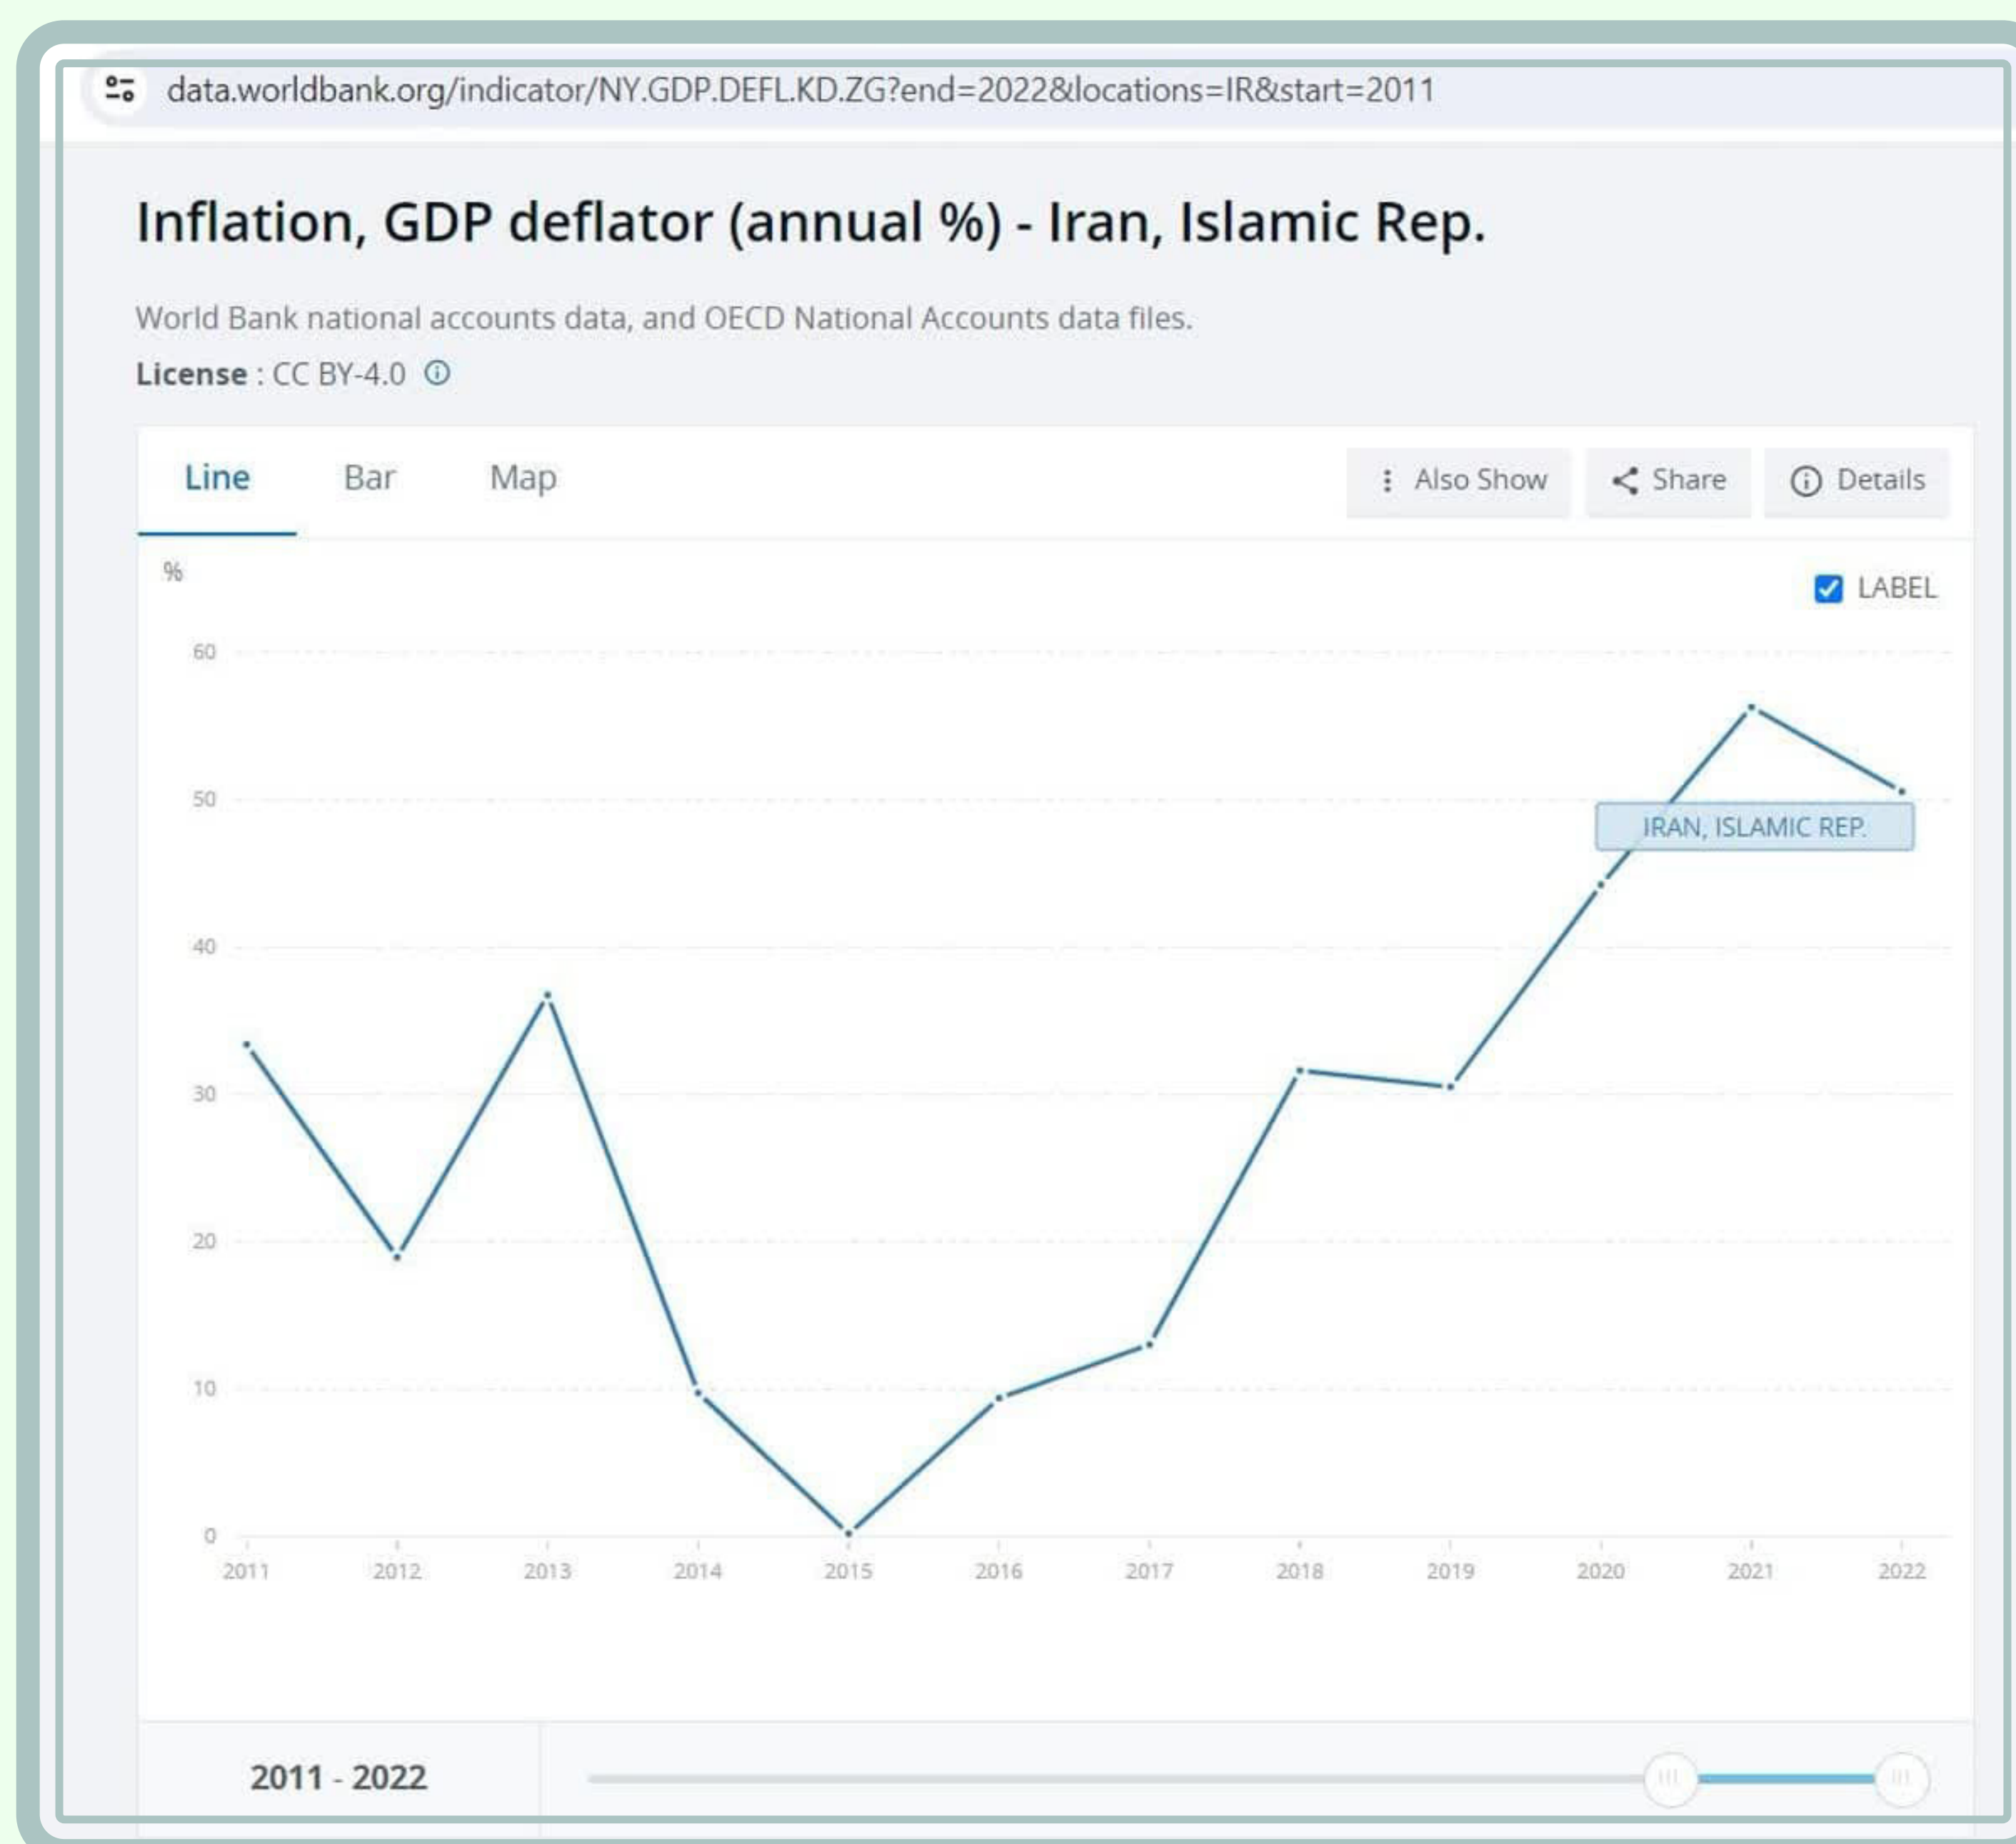 data.worldbank.org/indicator/NY.GDP.DEFL.KD.ZG?end=2022&locations=IR&start=2011
Inflation, GDP deflator (annual %) - Iran, Islamic Rep.
World Bank national accounts data, and OECD National Accounts data files.
License : CC BY-4.0
Line Bar Map Also Show Share Details
%
LABEL
60
50
IRAN, ISLAMIC REP.
40
30
20
10
0
2011 2012 2013 2014 2015 2016 2017 2018 2019 2020 2021 2022
2011 - 2022